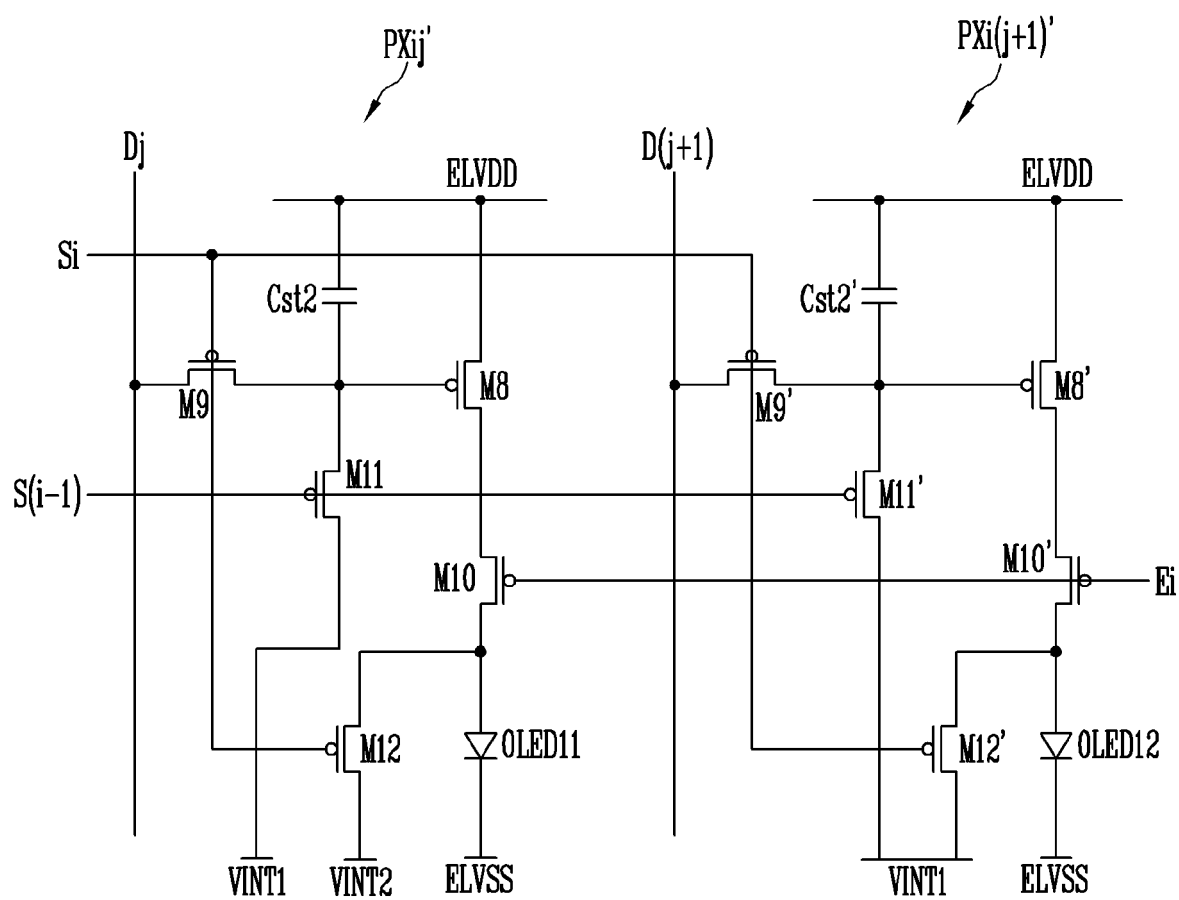 PXij'
PXi(j+1)'
Dj
D(j+1)
ELVDD
ELVDD
Si
Cst2
Cst2'
M9
M8
M9'
M8'
S(i-1)
M11
M11'
M10
M10'
Ei
M12
OLED11
M12'
OLED12
VINT1
VINT2
ELVSS
VINT1
ELVSS